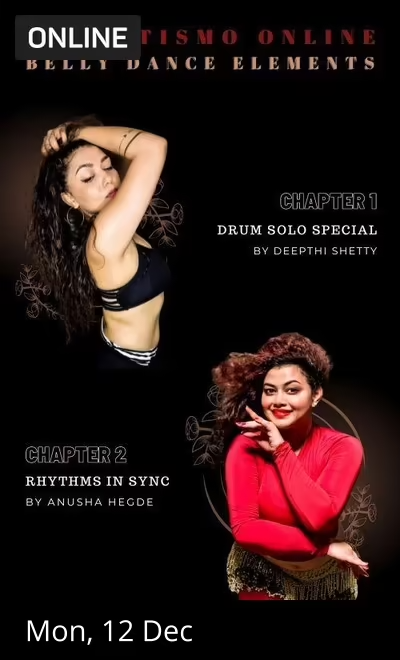 ONLINE
TISMO ONLINE
BELLY DANCE ELEMENTS
CHAPTER 1
DRUM SOLO SPECIAL
BY DEEPTHI SHETTY
CHAPTER 2
RHYTHMS IN SYNC
BY ANUSHA HEGDE
Mon, 12 Dec